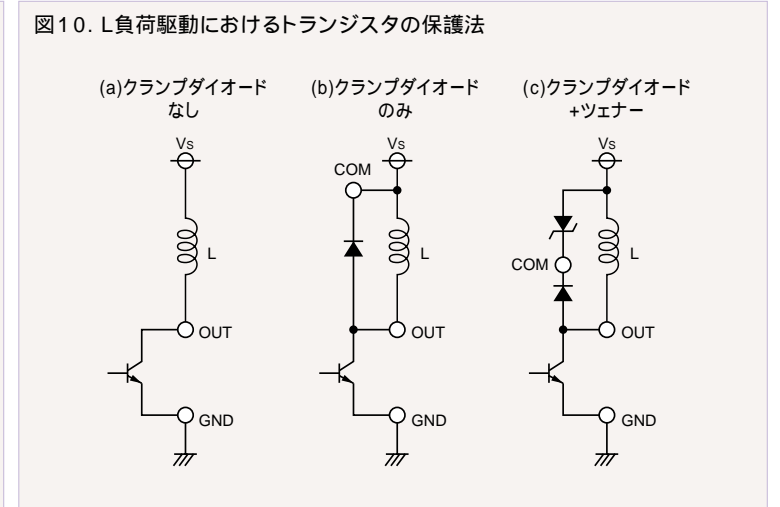 図10. L負荷駆動におけるトランジスタの保護法
(a)クランプダイオード
なし
(b)クランプダイオード
のみ
(c)クランプダイオード
+ツェナー
Vs
L
OUT
GND
Vs
COM
L
OUT
GND
Vs
COM
L
OUT
GND